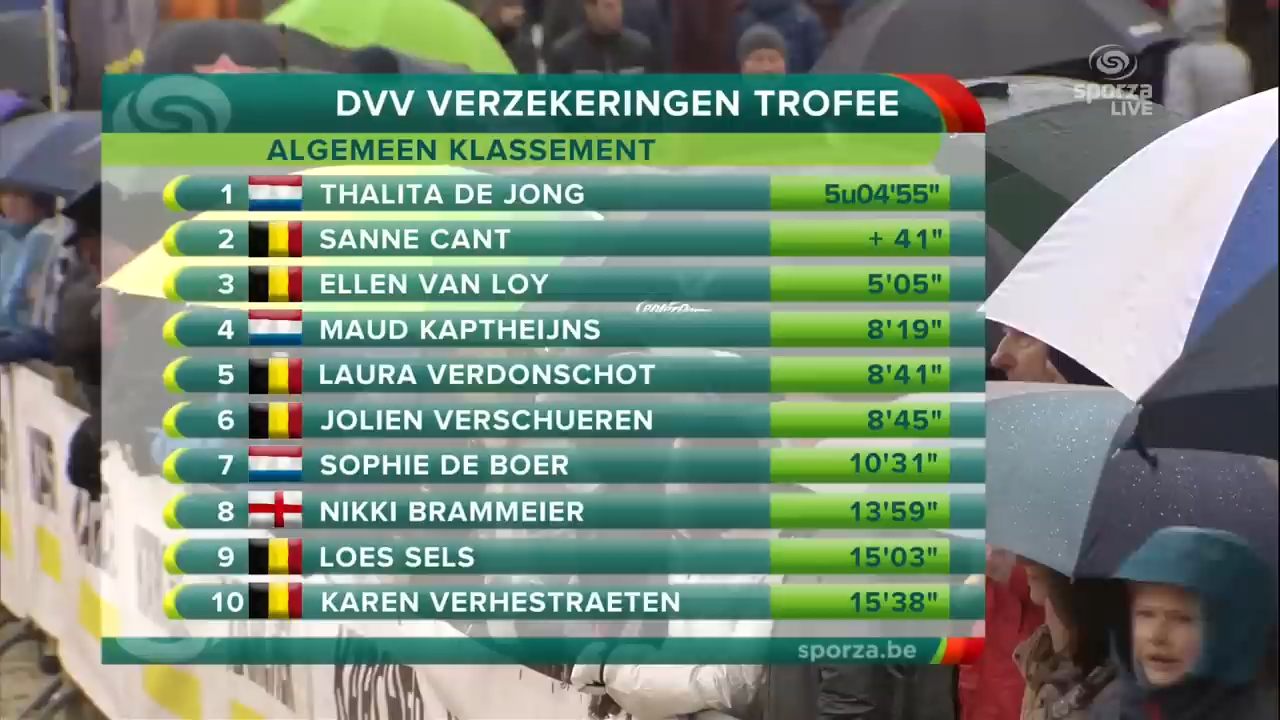 DVV VERZEKERINGEN TROFEE
sporza
LIVE
ALGEMEEN KLASSEMENT
1 THALITA DE JONG 5u04'55"
2 SANNE CANT + 41"
3 ELLEN VAN LOY 5'05"
4 MAUD KAPTHEIJNS 8'19"
5 LAURA VERDONSCHOT 8'41"
6 JOLIEN VERSCHUEREN 8'45"
7 SOPHIE DE BOER 10'31"
8 NIKKI BRAMMEIER 13'59"
9 LOES SELS 15'03"
10 KAREN VERHESTRAETEN 15'38"
sporza.be